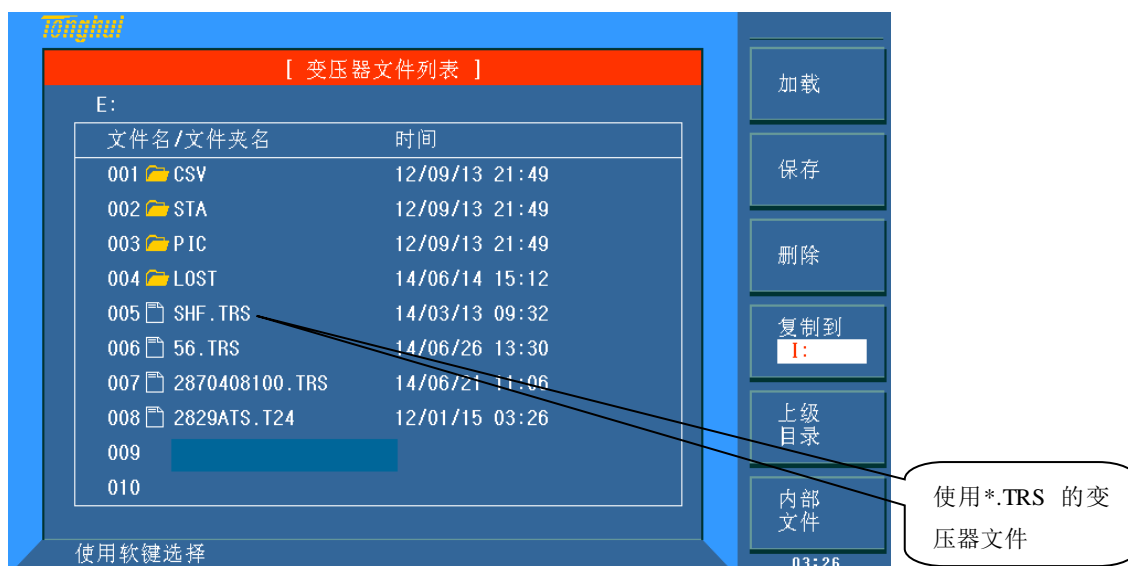 Tonghui
[ 变压器文件列表 ]
E:
文件名/文件夹名 时间
001 CSV 12/09/13 21:49
002 STA 12/09/13 21:49
003 PIC 12/09/13 21:49
004 LOST 14/06/14 15:12
005 SHF.TRS 14/03/13 09:32
006 56.TRS 14/06/26 13:30
007 2870408100.TRS 14/06/21 11:06
008 2829ATS.T24 12/01/15 03:26
009
010
使用软键选择
加载
保存
删除
复制到
I:
上级
目录
内部
文件
03:26
使用*.TRS 的变
压器文件